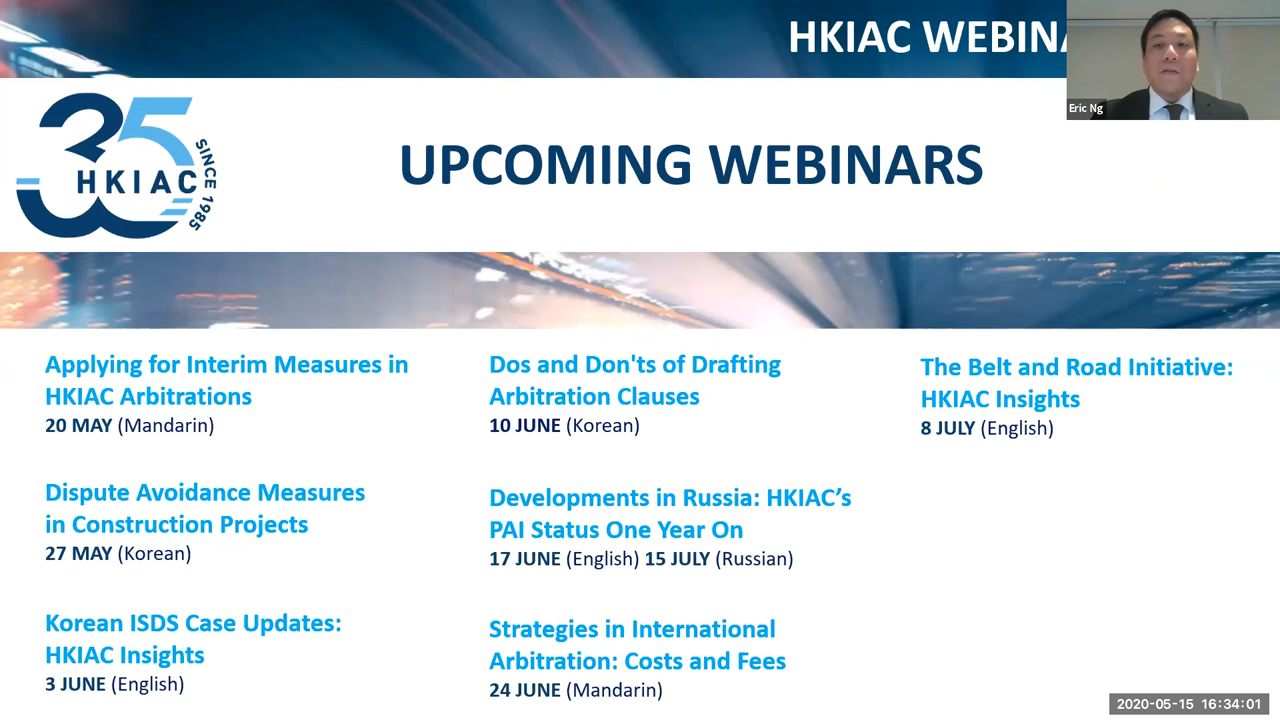 HKIAC WEBINA
Eric Ng
35
HKIAC
SINCE 1985
UPCOMING WEBINARS
Applying for Interim Measures in
HKIAC Arbitrations
20 MAY (Mandarin)
Dispute Avoidance Measures
in Construction Projects
27 MAY (Korean)
Korean ISDS Case Updates:
HKIAC Insights
3 JUNE (English)
Dos and Don'ts of Drafting
Arbitration Clauses
10 JUNE (Korean)
Developments in Russia: HKIAC’s
PAI Status One Year On
17 JUNE (English) 15 JULY (Russian)
Strategies in International
Arbitration: Costs and Fees
24 JUNE (Mandarin)
The Belt and Road Initiative:
HKIAC Insights
8 JULY (English)
2020-05-15 16:34:01